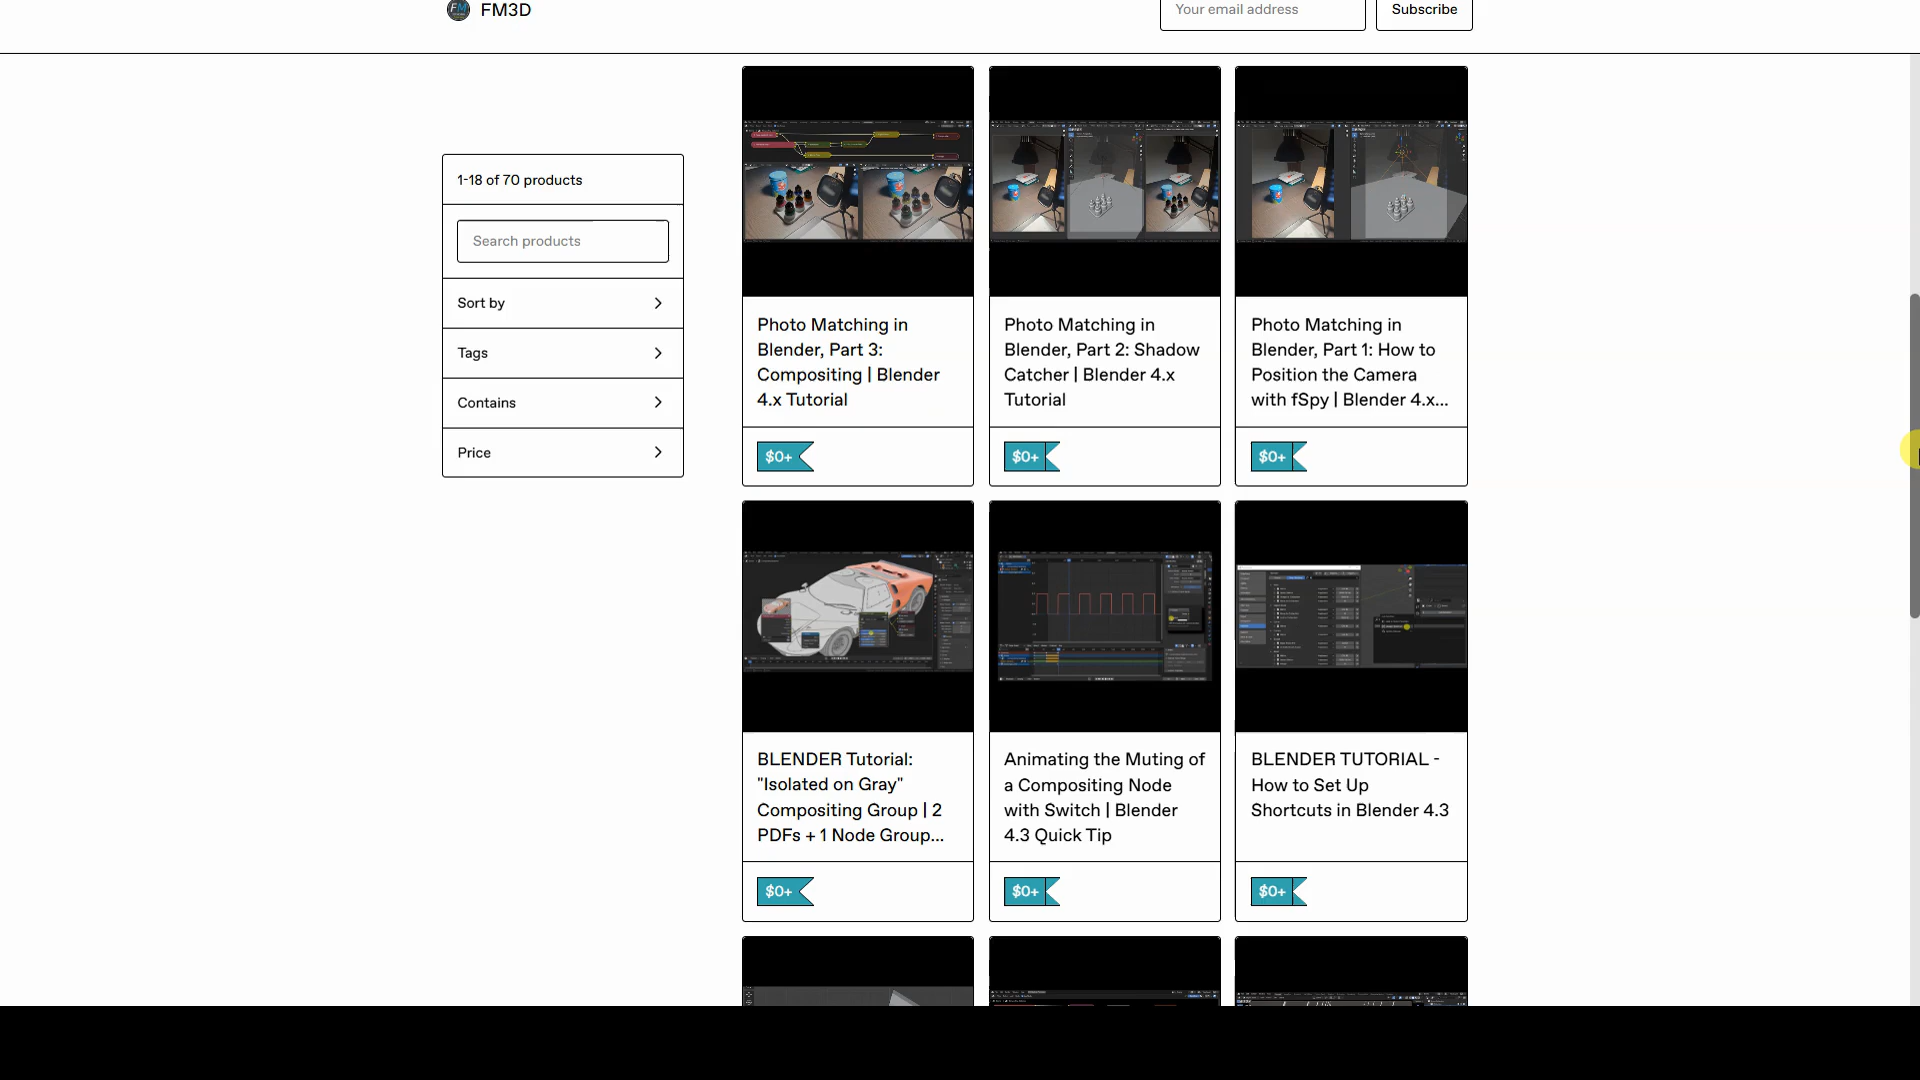 FM
FM3D
Your email address
Subscribe
1-18 of 70 products
Search products
Sort by
Tags
Contains
Price
Photo Matching in
Blender, Part 3:
Compositing | Blender
4.x Tutorial
$0+
Photo Matching in
Blender, Part 2: Shadow
Catcher | Blender 4.x
Tutorial
$0+
Photo Matching in
Blender, Part 1: How to
Position the Camera
with fSpy | Blender 4.x...
$0+
BLENDER Tutorial:
"Isolated on Gray"
Compositing Group | 2
PDFs + 1 Node Group...
$0+
Animating the Muting of
a Compositing Node
with Switch | Blender
4.3 Quick Tip
$0+
BLENDER TUTORIAL -
How to Set Up
Shortcuts in Blender 4.3
$0+